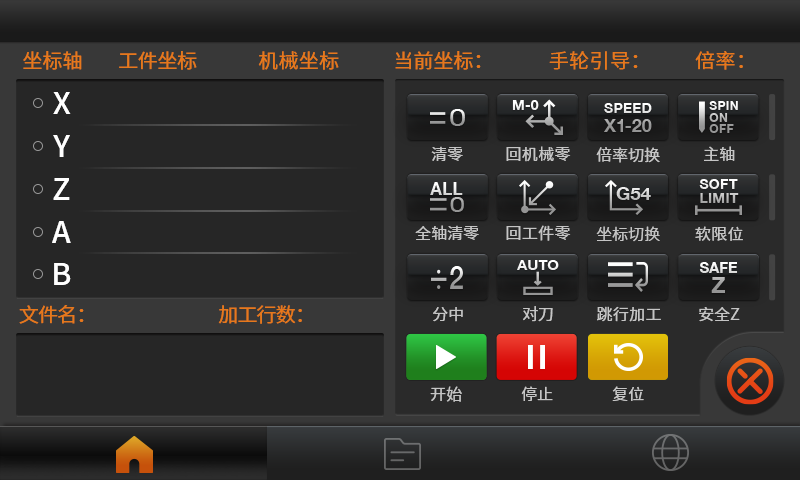 坐标轴 工件坐标 机械坐标 当前坐标: 手轮引导: 倍率:
X
Y
Z
A
B
文件名: 加工行数:
=0 M-0 SPEED X1-20 SPIN ON OFF
清零 回机械零 倍率切换 主轴
ALL =0 G54 SOFT LIMIT
全轴清零 回工件零 坐标切换 软限位
÷2 AUTO SAFE Z
分中 对刀 跳行加工 安全Z
开始 停止 复位